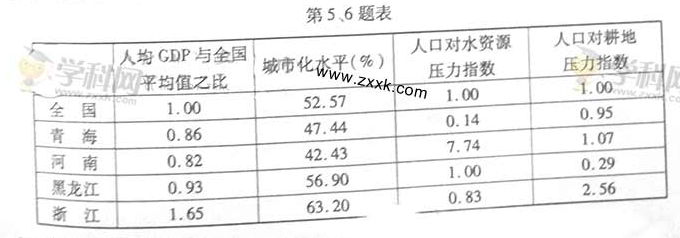 第5、6题表
人均GDP与全国平均值之比 城市化水平(%) 人口对水资源压力指数 人口对耕地压力指数
全 国 1.00 52.57 1.00 1.00
青 海 0.86 47.44 0.14 0.95
河 南 0.82 42.43 7.74 1.07
黑龙江 0.93 56.90 1.00 0.29
浙 江 1.65 63.20 0.83 2.56
学科网
www.zxxk.com
学科网